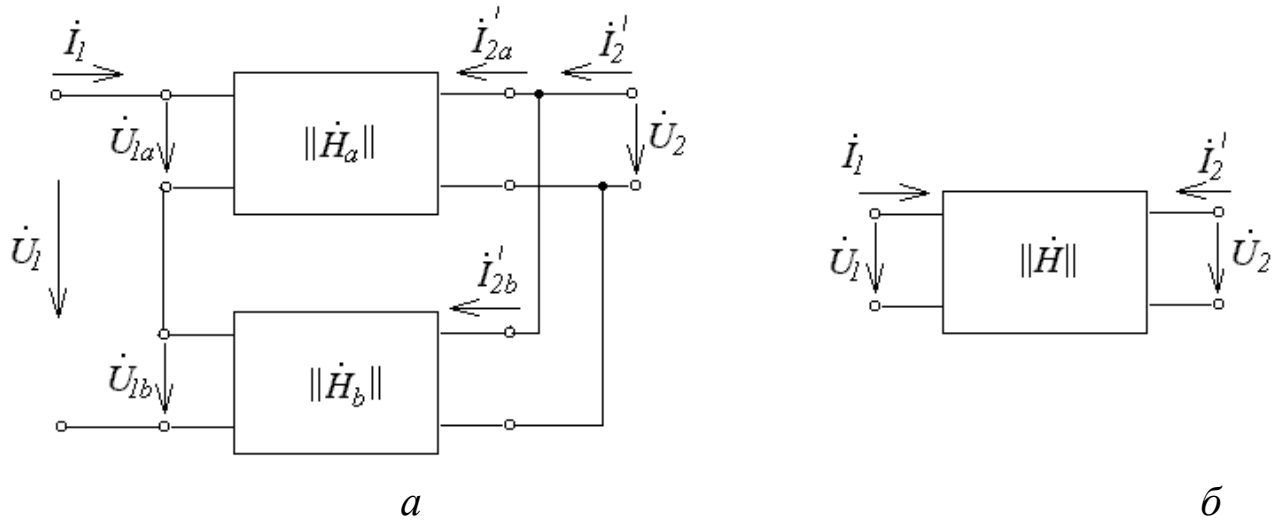 İ₁ İ'₂ₐ İ'₂
U̇₁ₐ ||Ḣₐ|| U̇₂
İ₁ İ'₂
U̇₁ İ'₂b U̇₁ ||Ḣ|| U̇₂
U̇₁b ||Ḣb||
а б